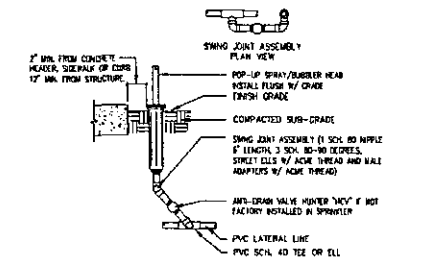 SWING JOINT ASSEMBLY
PLAN VIEW
2" MIN. FROM CONCRETE
HEADER, SIDEWALK OR CURB
12" MIN. FROM STRUCTURE.
POP-UP SPRAY/BUBBLER HEAD
INSTALL FLUSH W/ GRADE
FINISH GRADE
COMPACTED SUB-GRADE
SWING JOINT ASSEMBLY (1 SCH. 80 NIPPLE
6" LENGTH, 3 SCH. 80-90 DEGREES,
STREET ELLS W/ ACME THREAD AND MALE
ADAPTERS W/ ACME THREAD)
ANTI-DRAIN VALVE HUNTER "HCV" IF NOT
FACTORY INSTALLED IN SPRINKLER
PVC LATERAL LINE
PVC SCH. 40 TEE OR ELL